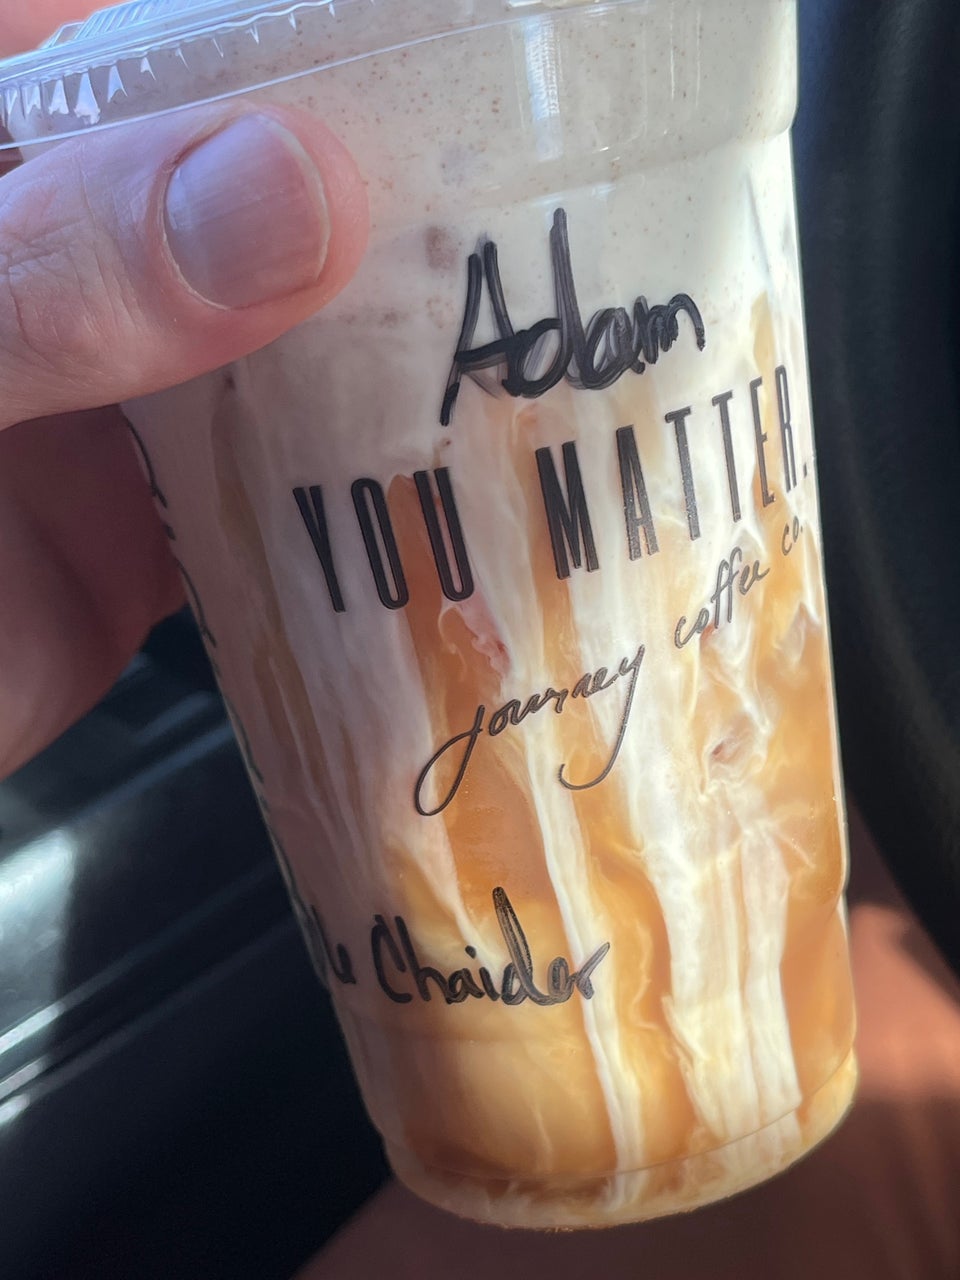 Adam
YOU MATTER.
journey coffee co.
Chaider